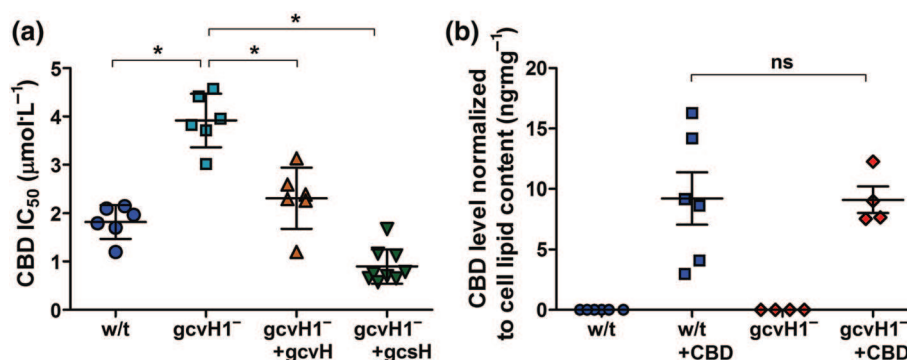 (a)
*
*
*
CBD IC50 (μmol·L−1)
5
4
3
2
1
0
w/t
gcvH1−
gcvH1−
+gcvH
gcvH1−
+gcsH
(b)
ns
CBD level normalized
to cell lipid content (ng·mg−1)
20
15
10
5
0
w/t
w/t
+CBD
gcvH1−
gcvH1−
+CBD